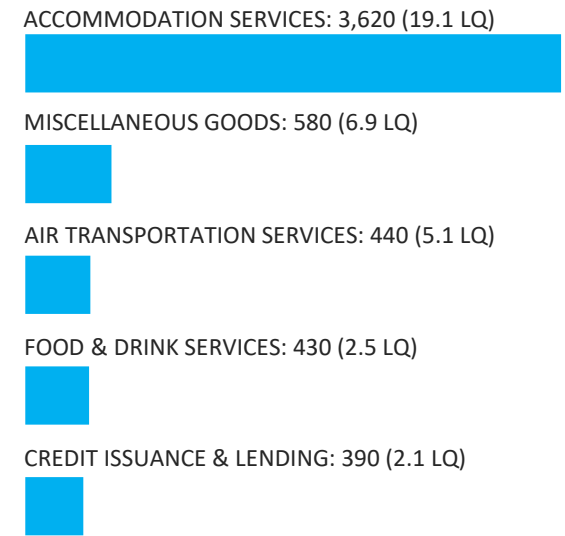 ACCOMMODATION SERVICES: 3,620 (19.1 LQ)
MISCELLANEOUS GOODS: 580 (6.9 LQ)
AIR TRANSPORTATION SERVICES: 440 (5.1 LQ)
FOOD & DRINK SERVICES: 430 (2.5 LQ)
CREDIT ISSUANCE & LENDING: 390 (2.1 LQ)